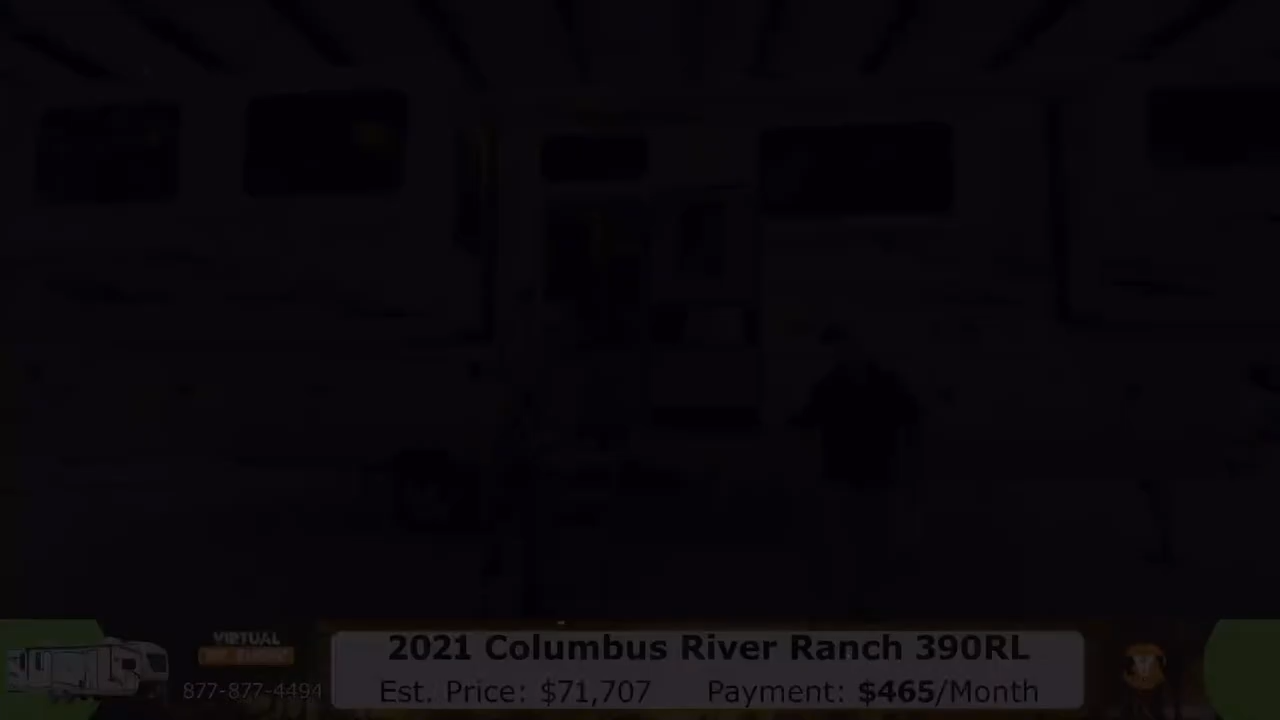 VIRTUAL
877-877-4494
2021 Columbus River Ranch 390RL
Est. Price: $71,707 Payment: $465/Month